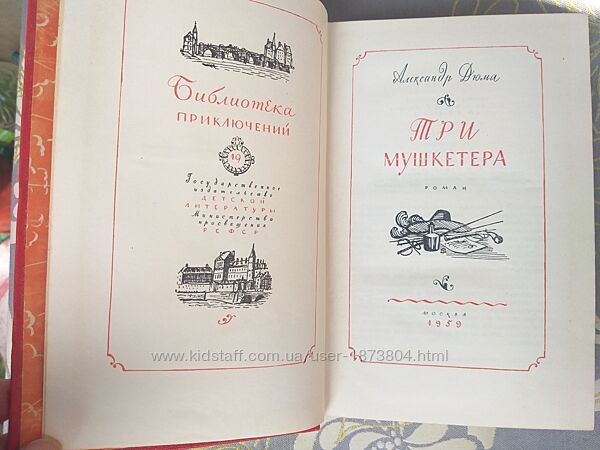 Библиотека
ПРИКЛЮЧЕНИЙ
19
Государственное
издательство
ДЕТСКОЙ
ЛИТЕРАТУРЫ
Министерства
просвещения
РСФСР
Александр Дюма
ТРИ
МУШКЕТЕРА
РОМАН
МОСКВА
1959
www.kidstaff.com.ua-user-1873804.html